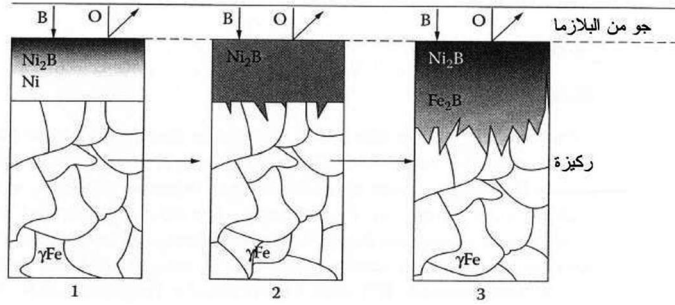 B O B O B O
جو من البلازما
Ni₂B Ni₂B Ni₂B
Ni
Fe₂B
ركيزة
γFe γFe γFe
1 2 3